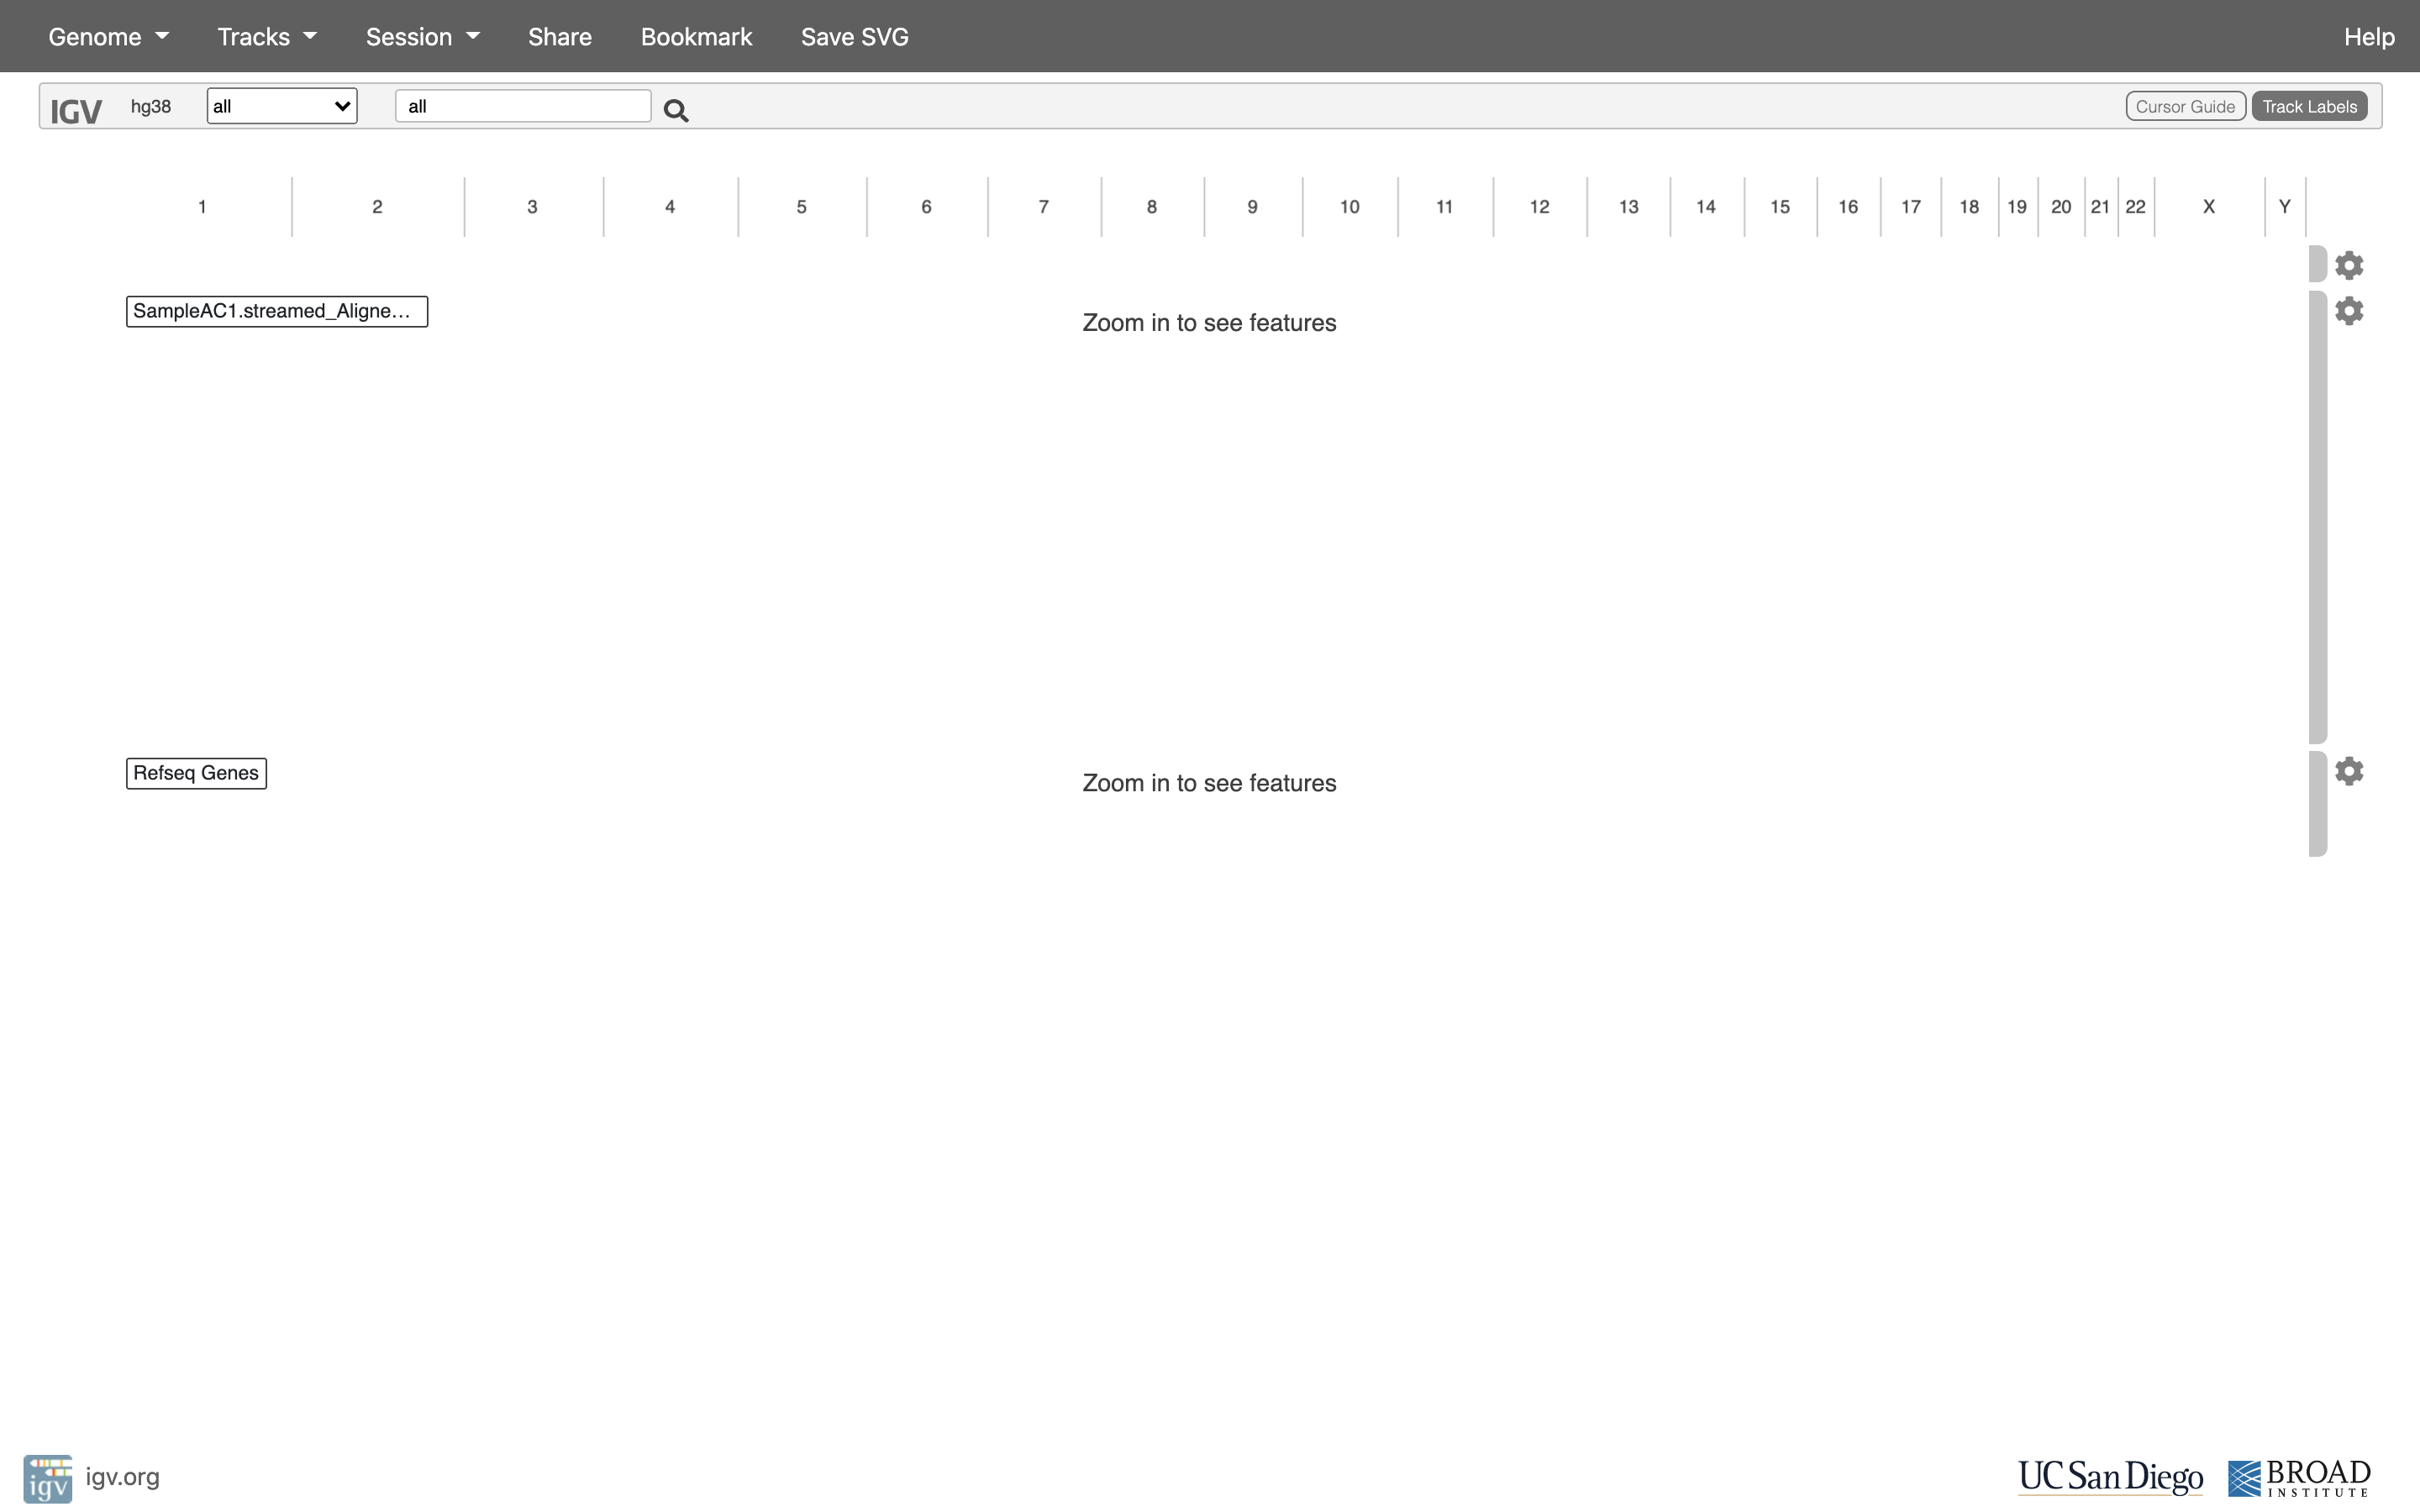 Genome Tracks Session Share Bookmark Save SVG Help
IGV hg38 all all Cursor Guide Track Labels
1 2 3 4 5 6 7 8 9 10 11 12 13 14 15 16 17 18 19 20 21 22 X Y
SampleAC1.streamed_Aligne...
Zoom in to see features
Refseq Genes
Zoom in to see features
igv igv.org UC San Diego BROAD
INSTITUTE